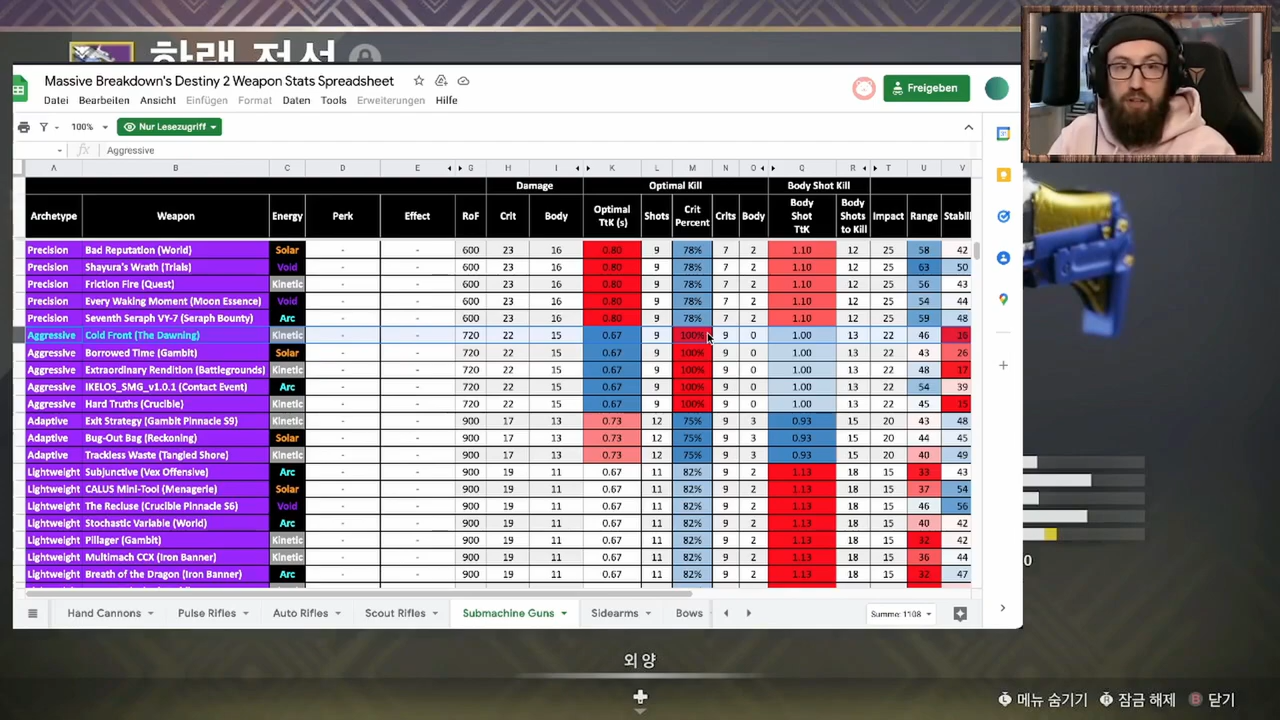 한랭 전선
Massive Breakdown's Destiny 2 Weapon Stats Spreadsheet
Freigeben
Datei Bearbeiten Ansicht Einfügen Format Daten Tools Erweiterungen Hilfe
100% Nur Lesezugriff
fx Aggressive
A B C D E G H I K L M N O Q R T U V
Damage Optimal Kill Body Shot Kill
Archetype Weapon Energy Perk Effect RoF Crit Body Optimal TtK (s) Shots Crit Percent Crits Body Body Shot TtK Body Shots to Kill Impact Range Stabili
Precision Bad Reputation (World) Solar - - 600 23 16 0.80 9 78% 7 2 1.10 12 25 58 42
Precision Shayura's Wrath (Trials) Void - - 600 23 16 0.80 9 78% 7 2 1.10 12 25 63 50
Precision Friction Fire (Quest) Kinetic - - 600 23 16 0.80 9 78% 7 2 1.10 12 25 56 43
Precision Every Waking Moment (Moon Essence) Void - - 600 23 16 0.80 9 78% 7 2 1.10 12 25 54 44
Precision Seventh Seraph VY-7 (Seraph Bounty) Arc - - 600 23 16 0.80 9 78% 7 2 1.10 12 25 59 48
Aggressive Cold Front (The Dawning) Kinetic - - 720 22 15 0.67 9 100% 9 0 1.00 13 22 46 16
Aggressive Borrowed Time (Gambit) Solar - - 720 22 15 0.67 9 100% 9 0 1.00 13 22 43 26
Aggressive Extraordinary Rendition (Battlegrounds) Kinetic - - 720 22 15 0.67 9 100% 9 0 1.00 13 22 48 17
Aggressive IKELOS_SMG_v1.0.1 (Contact Event) Arc - - 720 22 15 0.67 9 100% 9 0 1.00 13 22 54 39
Aggressive Hard Truths (Crucible) Kinetic - - 720 22 15 0.67 9 100% 9 0 1.00 13 22 45 15
Adaptive Exit Strategy (Gambit Pinnacle S9) Kinetic - - 900 17 13 0.73 12 75% 9 3 0.93 15 20 43 48
Adaptive Bug-Out Bag (Reckoning) Solar - - 900 17 13 0.73 12 75% 9 3 0.93 15 20 44 45
Adaptive Trackless Waste (Tangled Shore) Kinetic - - 900 17 13 0.73 12 75% 9 3 0.93 15 20 40 49
Lightweight Subjunctive (Vex Offensive) Arc - - 900 19 11 0.67 11 82% 9 2 1.13 18 15 33 43
Lightweight CALUS Mini-Tool (Menagerie) Solar - - 900 19 11 0.67 11 82% 9 2 1.13 18 15 37 54
Lightweight The Recluse (Crucible Pinnacle S6) Void - - 900 19 11 0.67 11 82% 9 2 1.13 18 15 46 56
Lightweight Stochastic Variable (World) Arc - - 900 19 11 0.67 11 82% 9 2 1.13 18 15 40 42
Lightweight Pillager (Gambit) Kinetic - - 900 19 11 0.67 11 82% 9 2 1.13 18 15 32 42
Lightweight Multimach CCX (Iron Banner) Kinetic - - 900 19 11 0.67 11 82% 9 2 1.13 18 15 36 44
Lightweight Breath of the Dragon (Iron Banner) Arc - - 900 19 11 0.67 11 82% 9 2 1.13 18 15 32 47
0
Hand Cannons Pulse Rifles Auto Rifles Scout Rifles Submachine Guns Sidearms Bows Summe: 1108
외양
메뉴 숨기기 잠금 해제 B 닫기